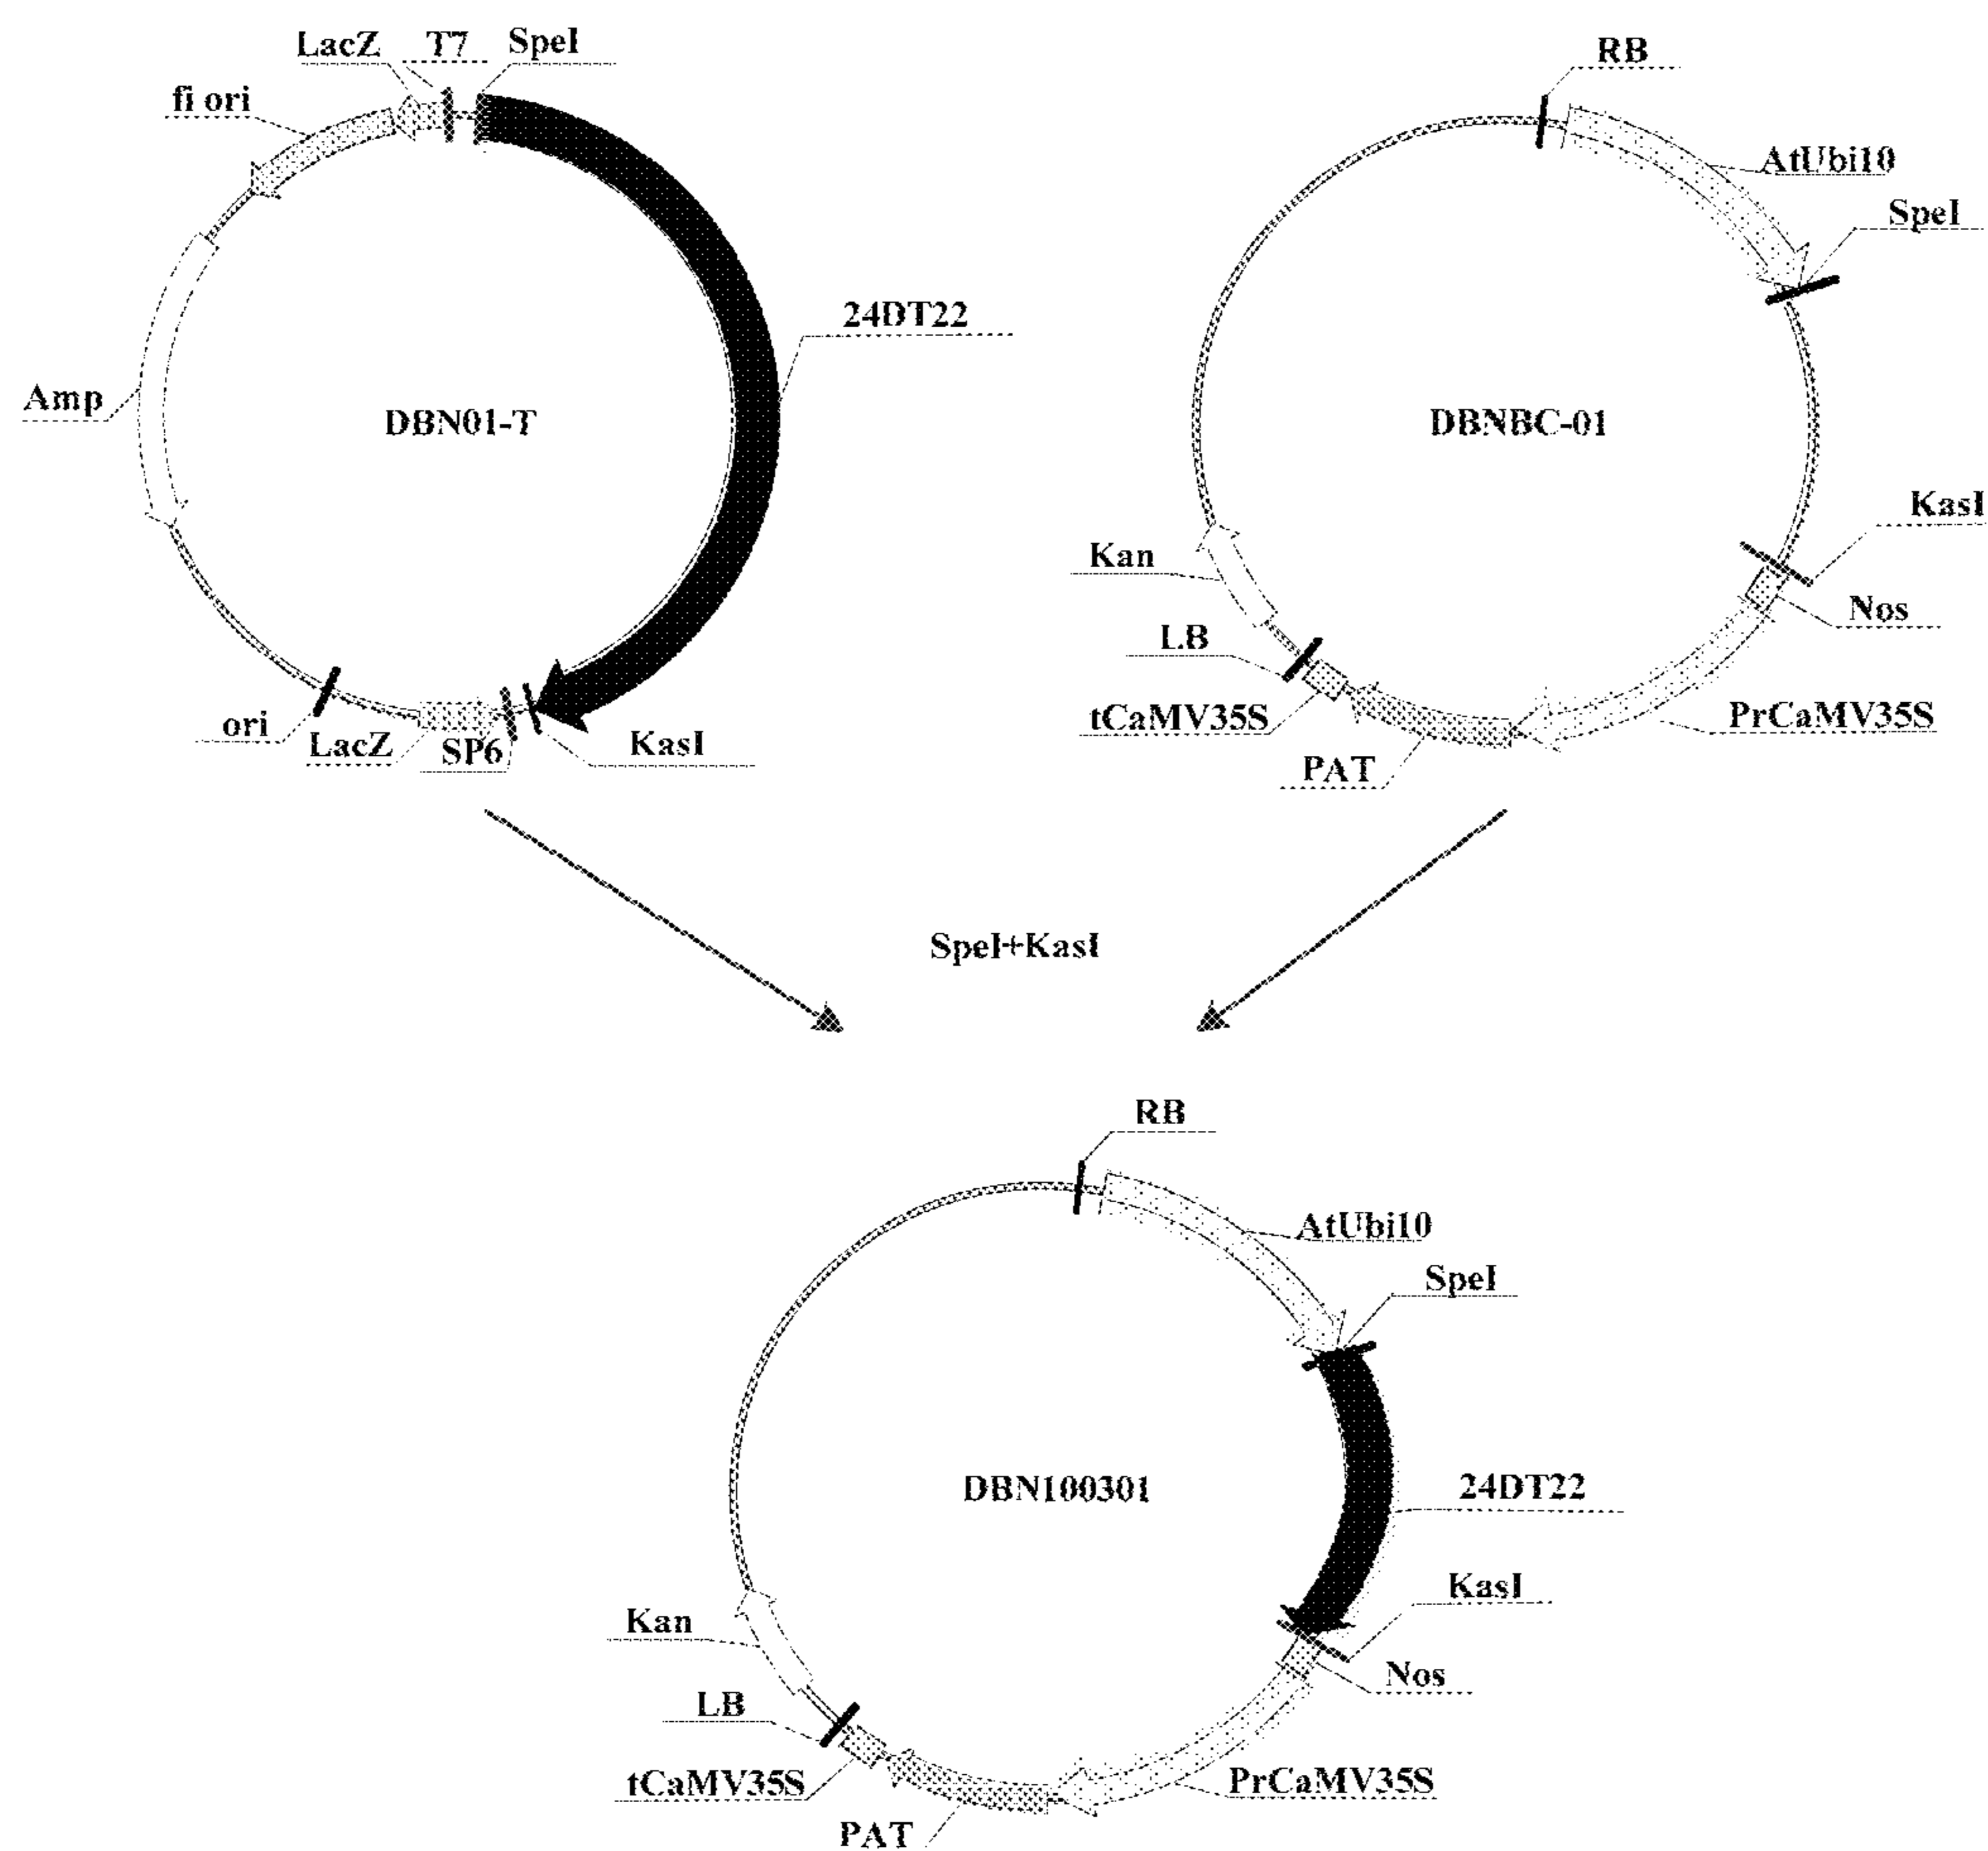 LacZ
T7
SpeI
fi ori
24DT22
Amp
DBN01-T
ori
LacZ
SP6
KasI
RB
AtUbi10
SpeI
DBNBC-01
KasI
Kan
Nos
LB
tCaMV35S
PrCaMV35S
PAT
SpeI+KasI
RB
AtUbi10
SpeI
DBN100301
24DT22
KasI
Kan
Nos
LB
tCaMV35S
PrCaMV35S
PAT